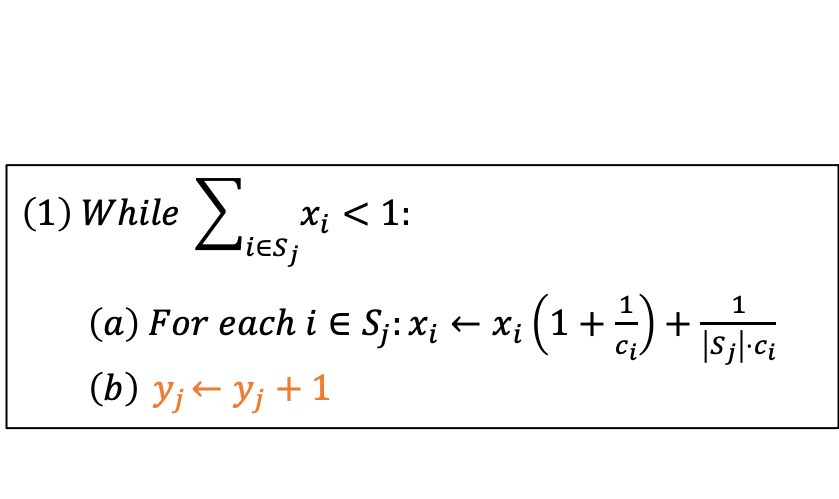 (1) While ∑_{i∈S_j} x_i < 1:
(a) For each i ∈ S_j: x_i ← x_i (1 + 1/c_i) + 1/(|S_j|·c_i)
(b) y_j ← y_j + 1